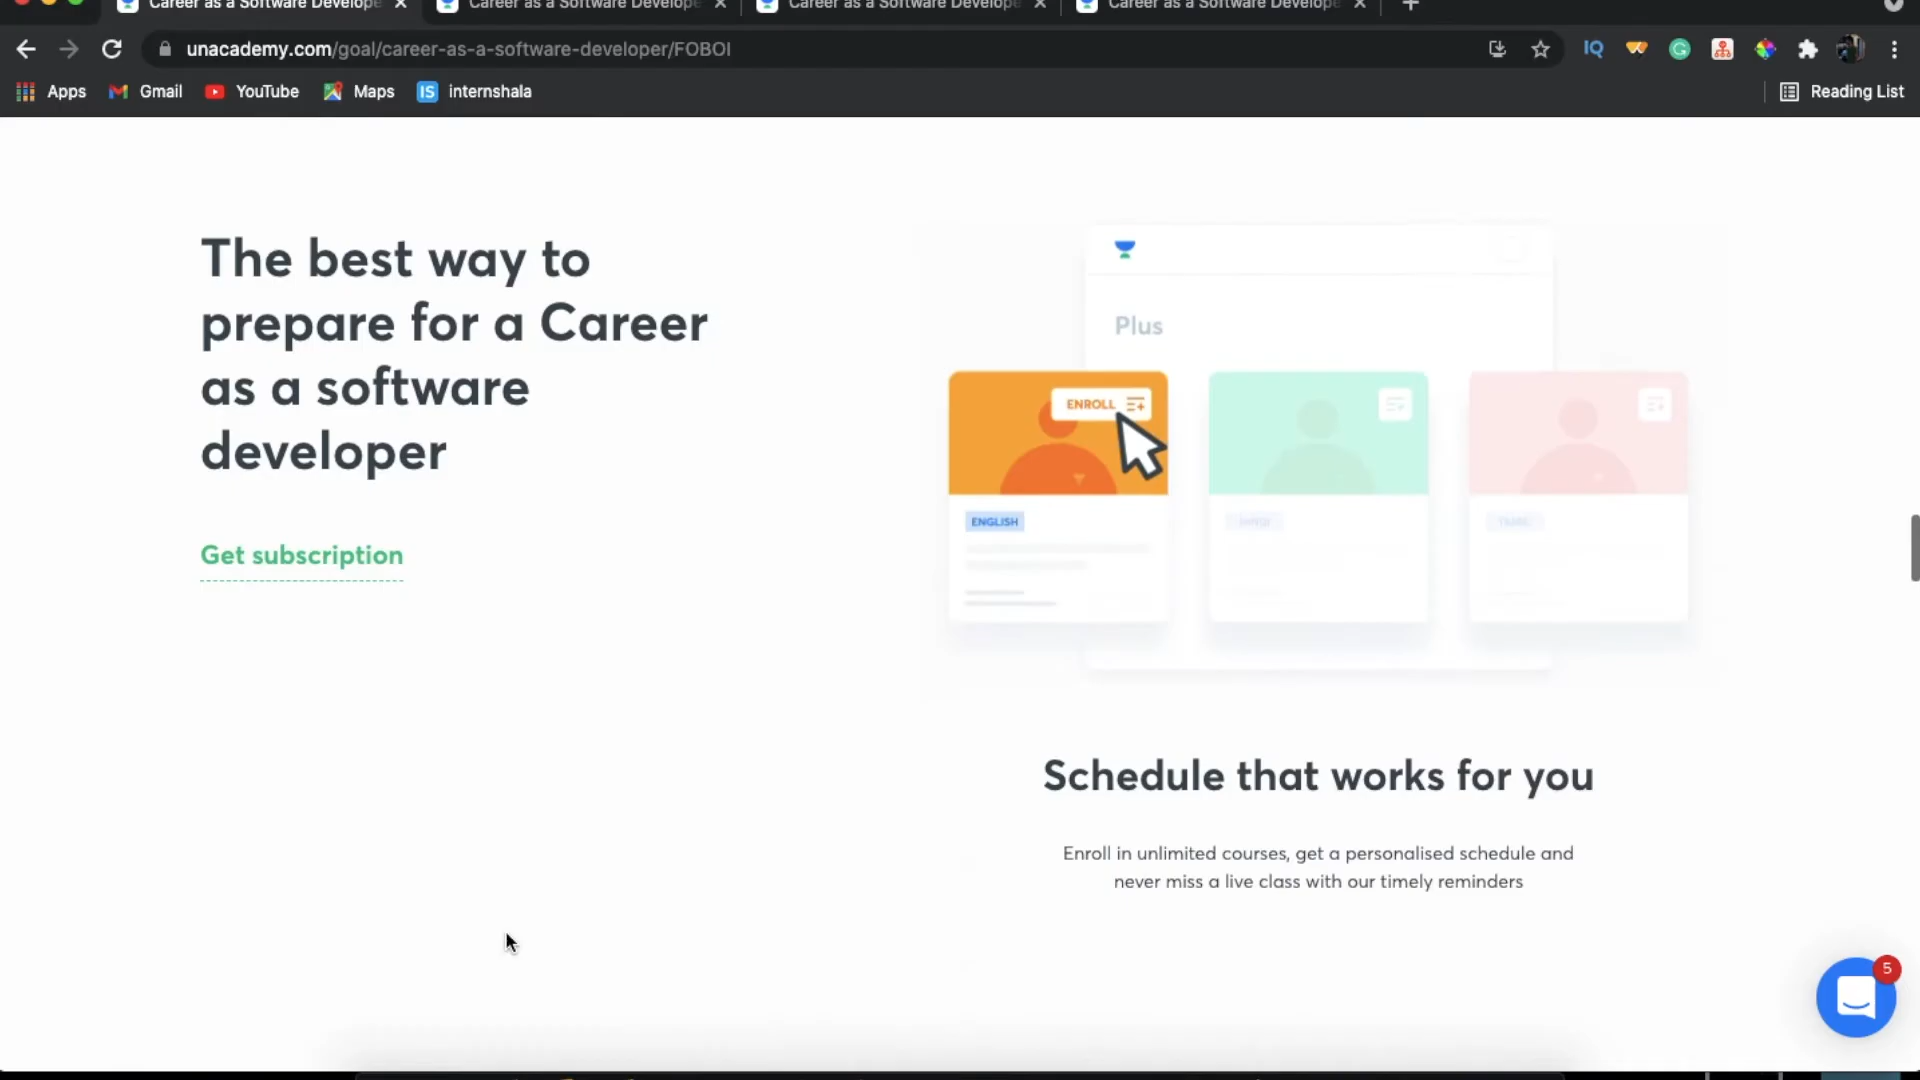 Career as a Software Develope
Career as a Software Develope
Career as a Software Develope
Career as a Software Develope
unacademy.com/goal/career-as-a-software-developer/FOBOI
IQ
Apps
Gmail
YouTube
Maps
IS
internshala
Reading List
The best way to
prepare for a Career
as a software
developer
Get subscription
Plus
ENROLL
ENGLISH
Schedule that works for you
Enroll in unlimited courses, get a personalised schedule and
never miss a live class with our timely reminders
5